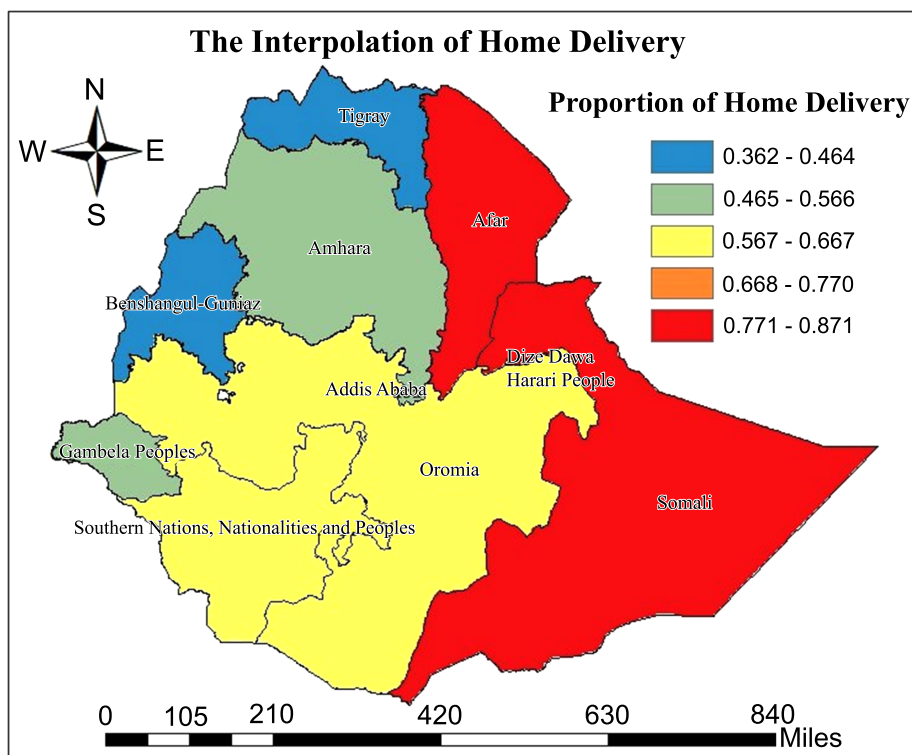 The Interpolation of Home Delivery
N
W E
S
Proportion of Home Delivery
0.362 - 0.464
0.465 - 0.566
0.567 - 0.667
0.668 - 0.770
0.771 - 0.871
Tigray
Afar
Amhara
Benshangul-Gumaz
Dize Dawa
Harari People
Addis Ababa
Gambela Peoples
Oromia
Somali
Southern Nations, Nationalities and Peoples
0 105 210 420 630 840
Miles